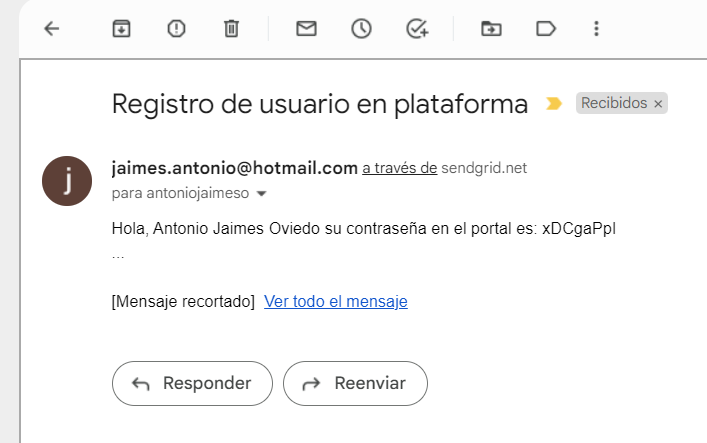 Registro de usuario en plataforma Recibidos ×
j
jaimes.antonio@hotmail.com a través de sendgrid.net
para antoniojaimeso
Hola, Antonio Jaimes Oviedo su contraseña en el portal es: xDCgaPpI
...
[Mensaje recortado] Ver todo el mensaje
Responder Reenviar